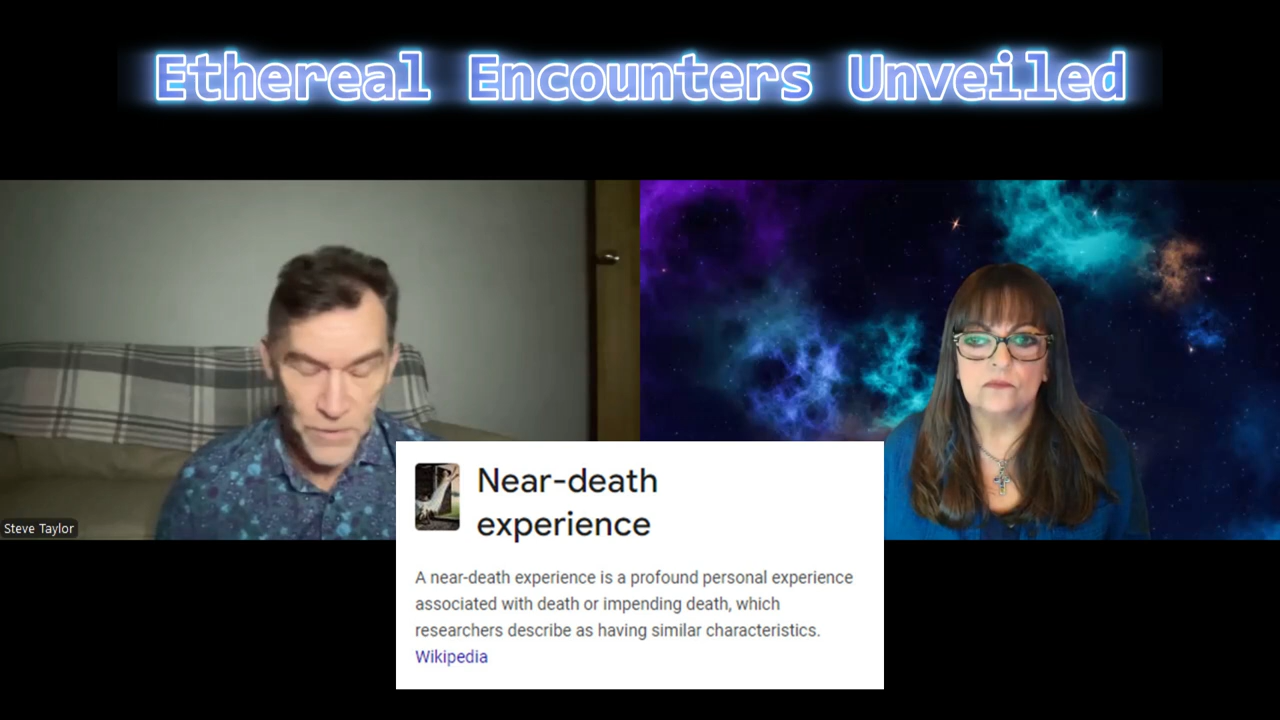 Ethereal Encounters Unveiled
Steve Taylor
Near-death
experience
A near-death experience is a profound personal experience
associated with death or impending death, which
researchers describe as having similar characteristics.
Wikipedia